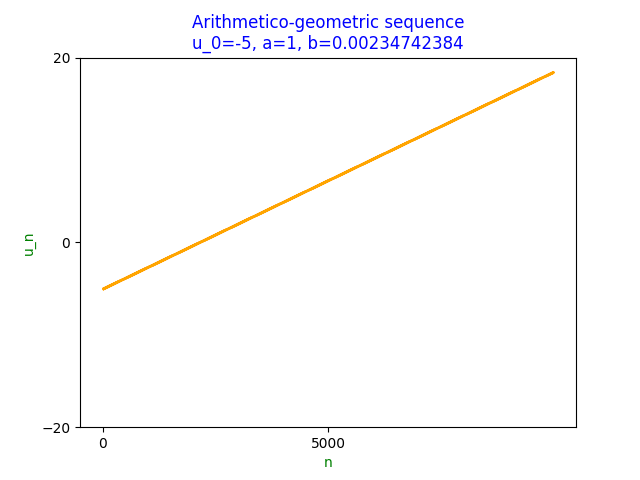 Arithmetico-geometric sequence
u_0=-5, a=1, b=0.00234742384
20
0
−20
u_n
0
5000
n